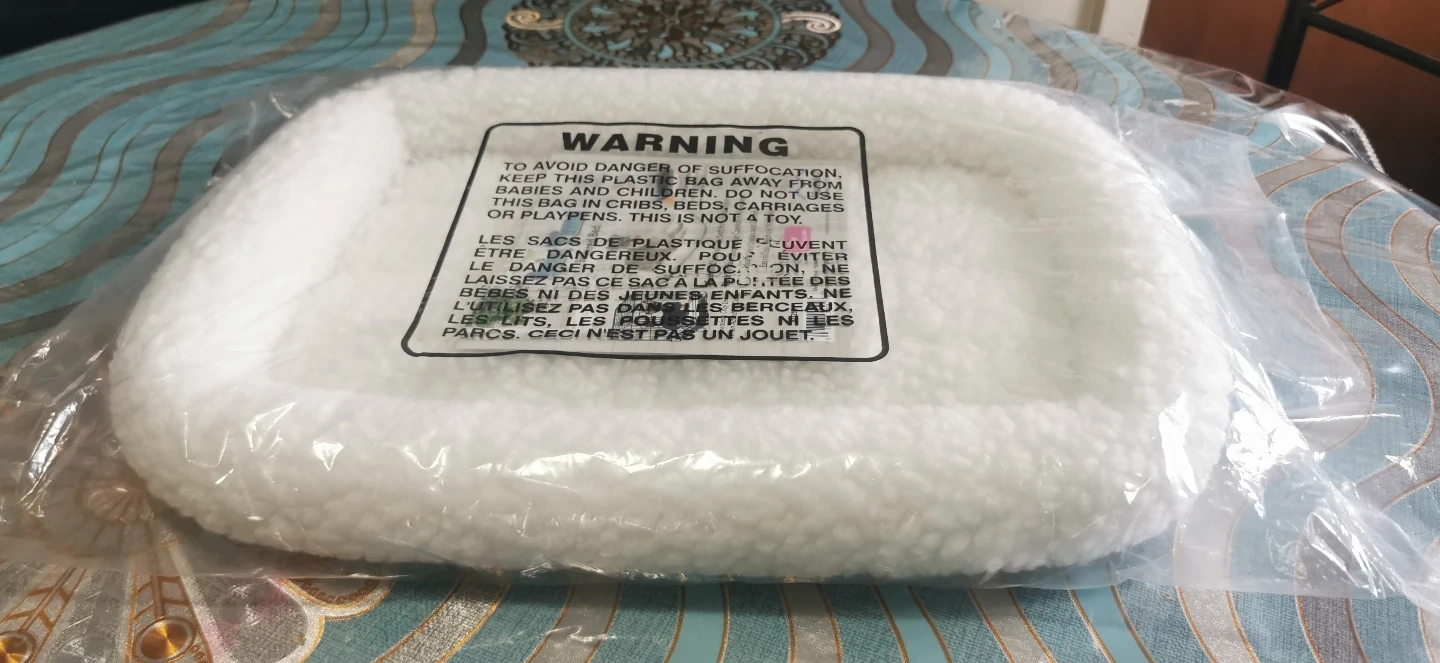 WARNING
TO AVOID DANGER OF SUFFOCATION,
KEEP THIS PLASTIC BAG AWAY FROM
BABIES AND CHILDREN. DO NOT USE
THIS BAG IN CRIBS, BEDS, CARRIAGES
OR PLAYPENS. THIS IS NOT A TOY.
LES SACS DE PLASTIQUE PEUVENT
ÊTRE DANGEREUX. POUR ÉVITER
LE DANGER DE SUFFOCATION, NE
LAISSEZ PAS CE SAC À LA PORTÉE DES
BÉBÉS NI DES JEUNES ENFANTS. NE
L'UTILISEZ PAS DANS LES BERCEAUX,
LES LITS, LES POUSSETTES NI LES
PARCS. CECI N'EST PAS UN JOUET.